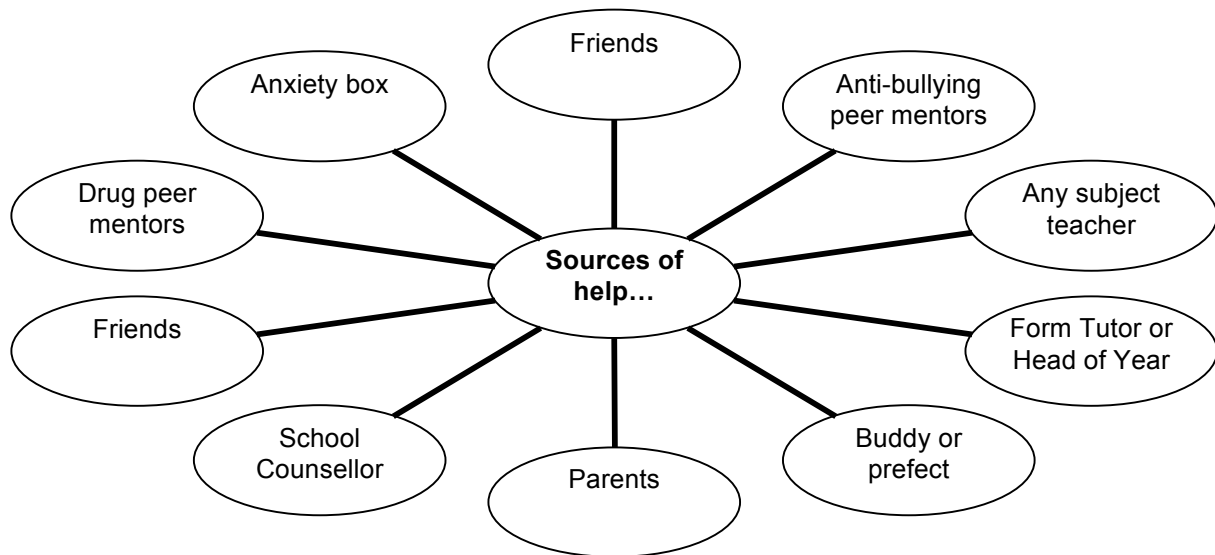 Friends
Anxiety box
Anti-bullying
peer mentors
Drug peer
mentors
Any subject
teacher
Sources of
help…
Friends
Form Tutor or
Head of Year
School
Counsellor
Parents
Buddy or
prefect